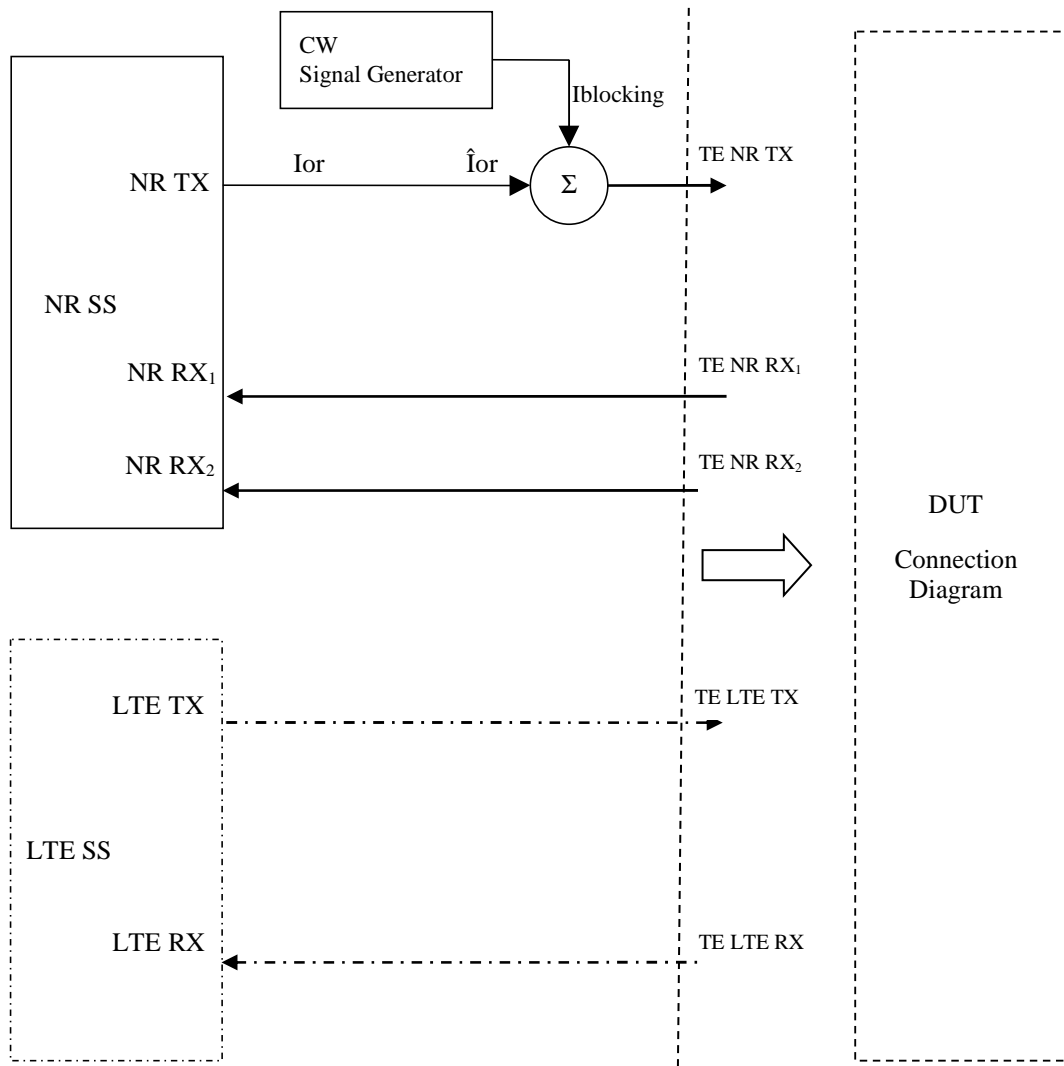 CW
Signal Generator
Iblocking
NR TX
Ior
Îor
Σ
TE NR TX
NR SS
NR RX₁
TE NR RX₁
NR RX₂
TE NR RX₂
DUT
Connection
Diagram
LTE TX
TE LTE TX
LTE SS
LTE RX
TE LTE RX